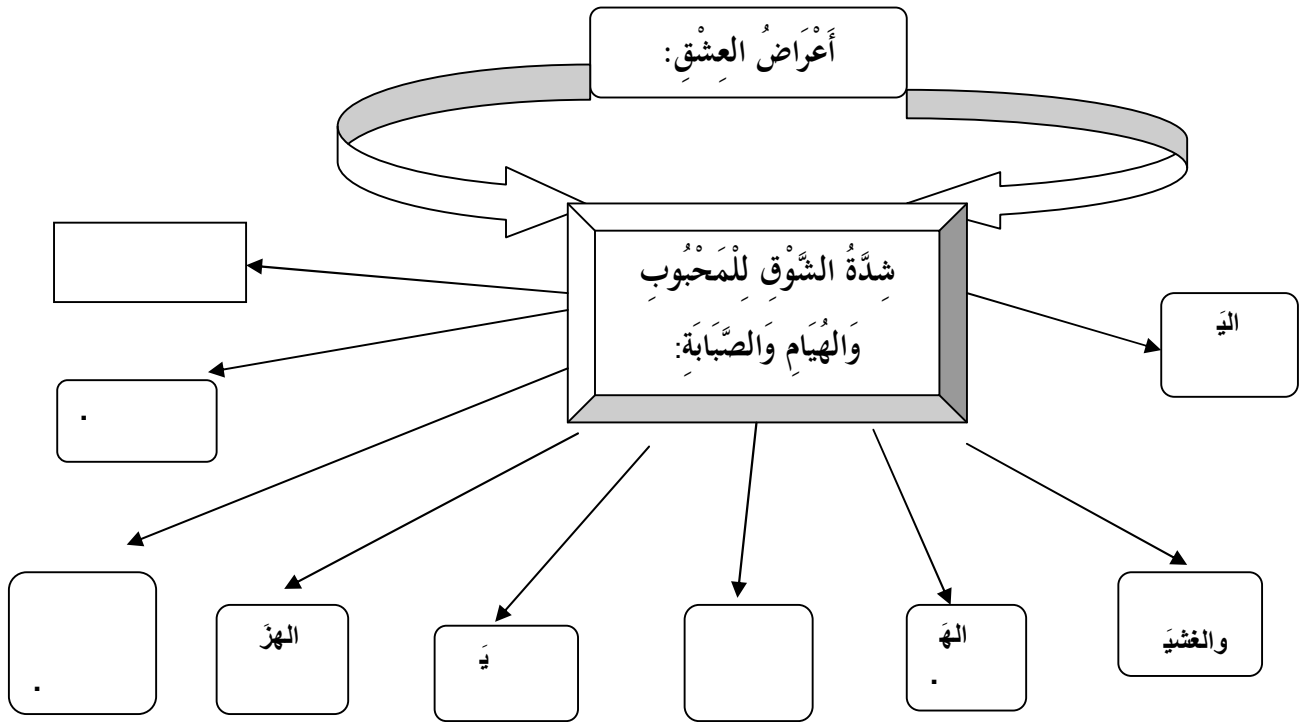 أَعْرَاضُ العِشْقِ:
شِدَّةُ الشَّوْقِ لِلْمَحْبُوبِ
وَالهُيَامِ وَالصَّبَابَةِ:
اليَـ
.
والغشيَـ
الهَـ
.
يَـ
الهزَ
.